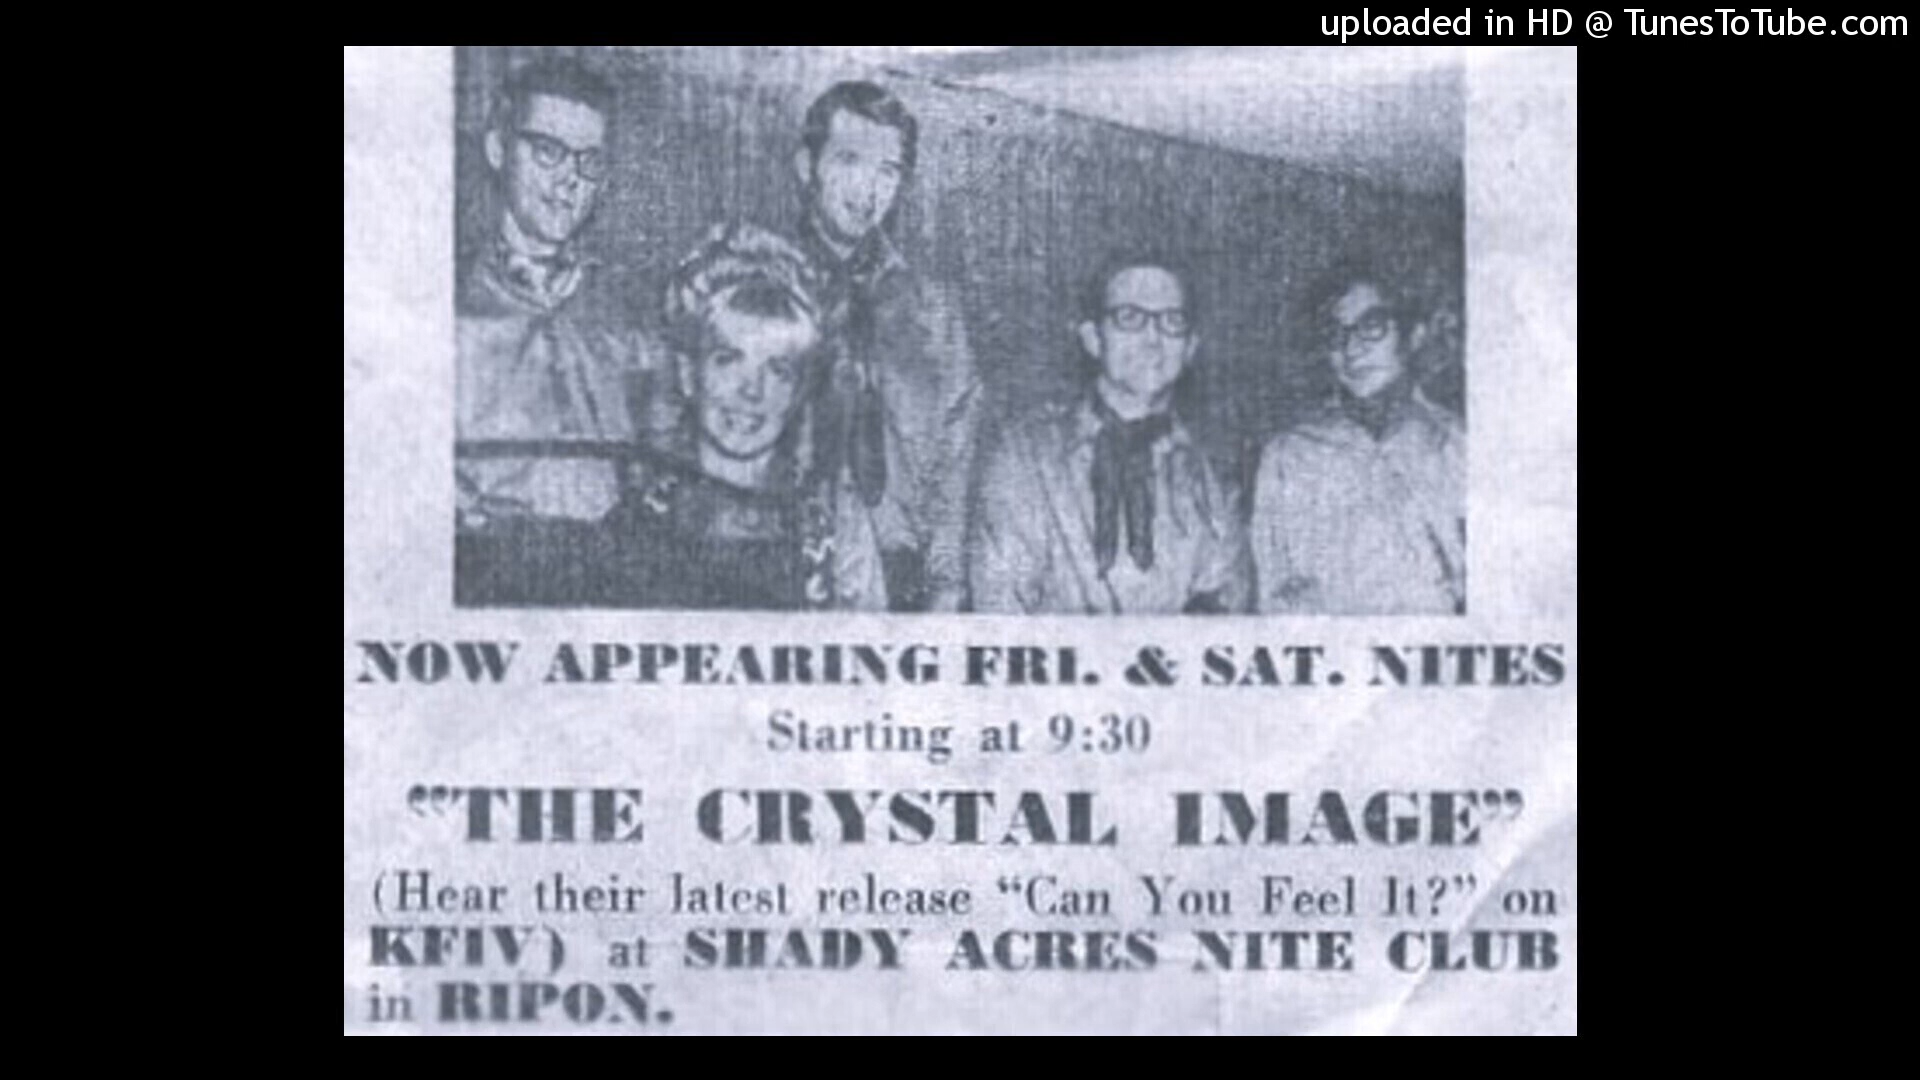 uploaded in HD @ TunesToTube.com
NOW APPEARING FRI. & SAT. NITES
Starting at 9:30
“THE CRYSTAL IMAGE”
(Hear their latest release “Can You Feel It?” on
KFIV) at SHADY ACRES NITE CLUB
in RIPON.